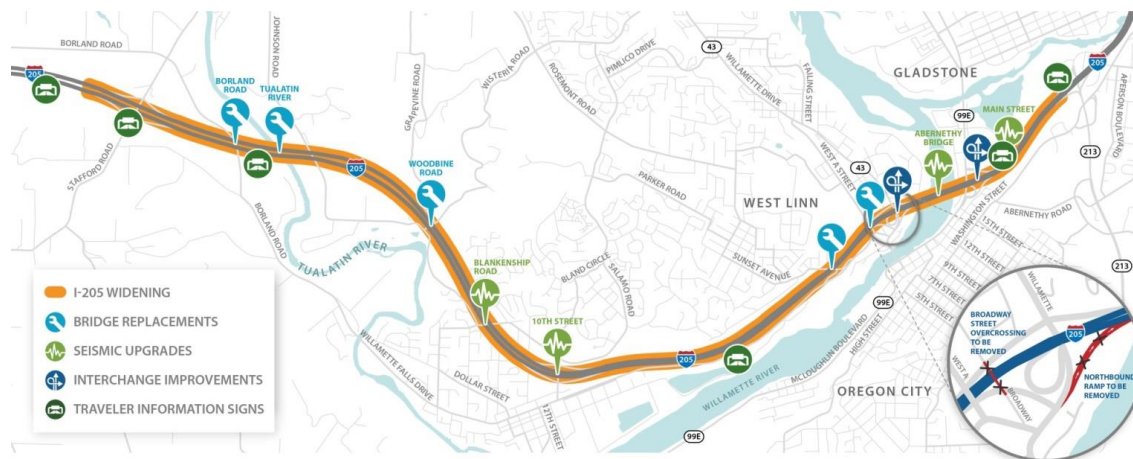 BORLAND ROAD
JOHNSON ROAD
205
STAFFORD ROAD
BORLAND
ROAD
TUALATIN
RIVER
BORLAND ROAD
TUALATIN RIVER
GRAPEVINE ROAD
WISTERIA ROAD
ROSEMONT ROAD
PIMLICO DRIVE
43
WILLAMETTE DRIVE
FAILING STREET
GLADSTONE
99E
MAIN STREET
205
APERSON BOULEVARD
213
ABERNETHY
BRIDGE
WEST A STREET
43
WEST LINN
205
WOODBINE
ROAD
PARKER ROAD
SUNSET AVENUE
BLANKENSHIP
ROAD
BLAND CIRCLE
SALAMO ROAD
10TH STREET
WASHINGTON STREET
ABERNETHY ROAD
15TH STREET
12TH STREET
9TH STREET
7TH STREET
5TH STREET
213
99E
MCLOUGHLIN BOULEVARD
HIGH STREET
205
WILLAMETTE RIVER
OREGON CITY
99E
WILLAMETTE FALLS DRIVE
DOLLAR STREET
12TH STREET
I-205 WIDENING
BRIDGE REPLACEMENTS
SEISMIC UPGRADES
INTERCHANGE IMPROVEMENTS
TRAVELER INFORMATION SIGNS
BROADWAY
STREET
OVERCROSSING
TO BE
REMOVED
WILLAMETTE
205
WEST A
BROADWAY
NORTHBOUND
RAMP TO BE
REMOVED